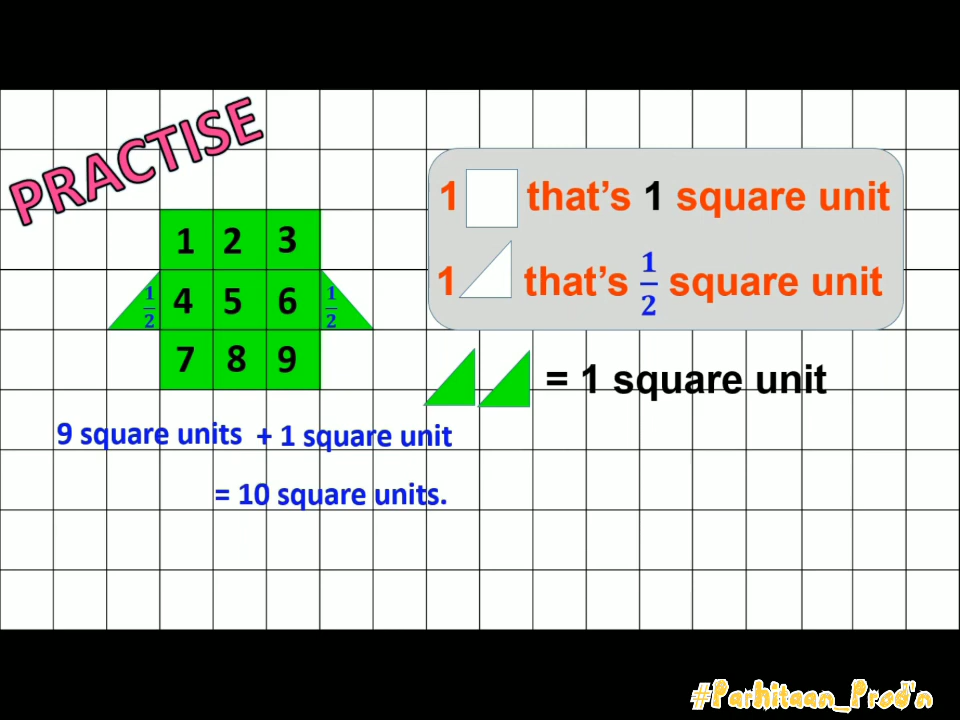 PRACTISE
1 that's 1 square unit
1 that's 1/2 square unit
1 2 3
1/2 4 5 6 1/2
7 8 9
= 1 square unit
9 square units + 1 square unit
= 10 square units.
#Parhitaan_Prod'n